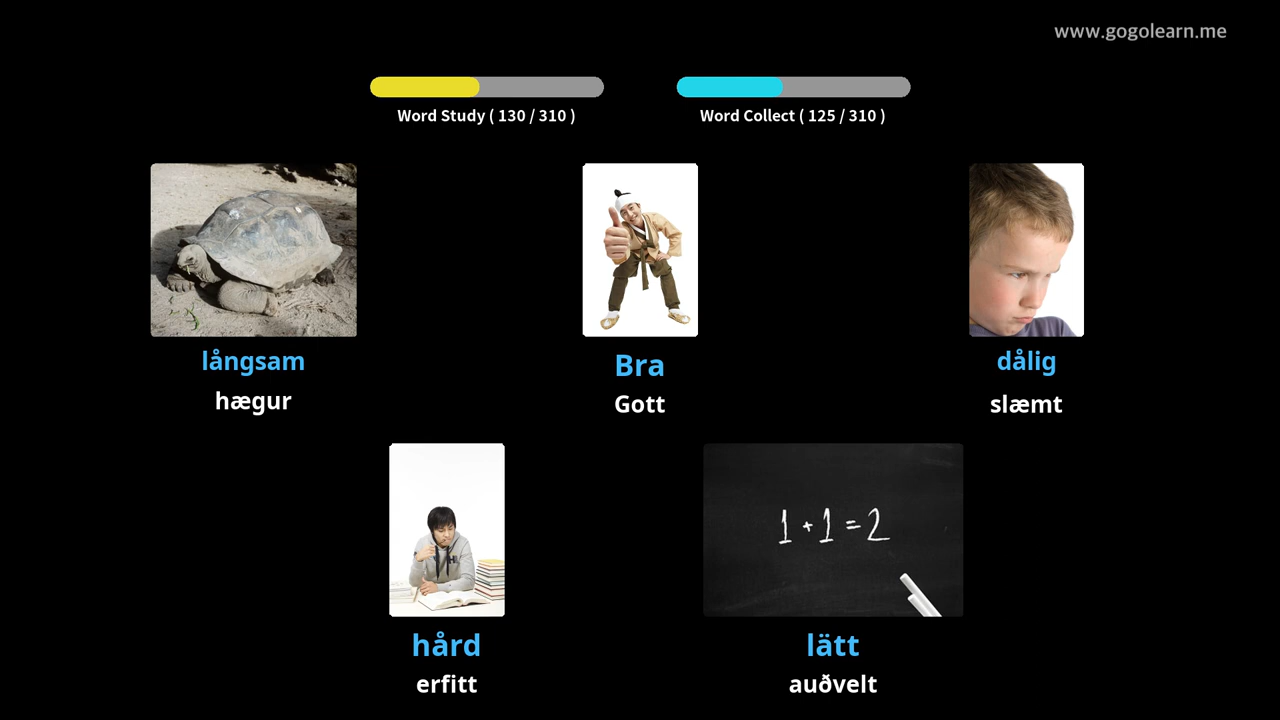 www.gogolearn.me
Word Study ( 130 / 310 )
Word Collect ( 125 / 310 )
långsam
hægur
Bra
Gott
dålig
slæmt
1 + 1 = 2
hård
erfitt
lätt
auðvelt